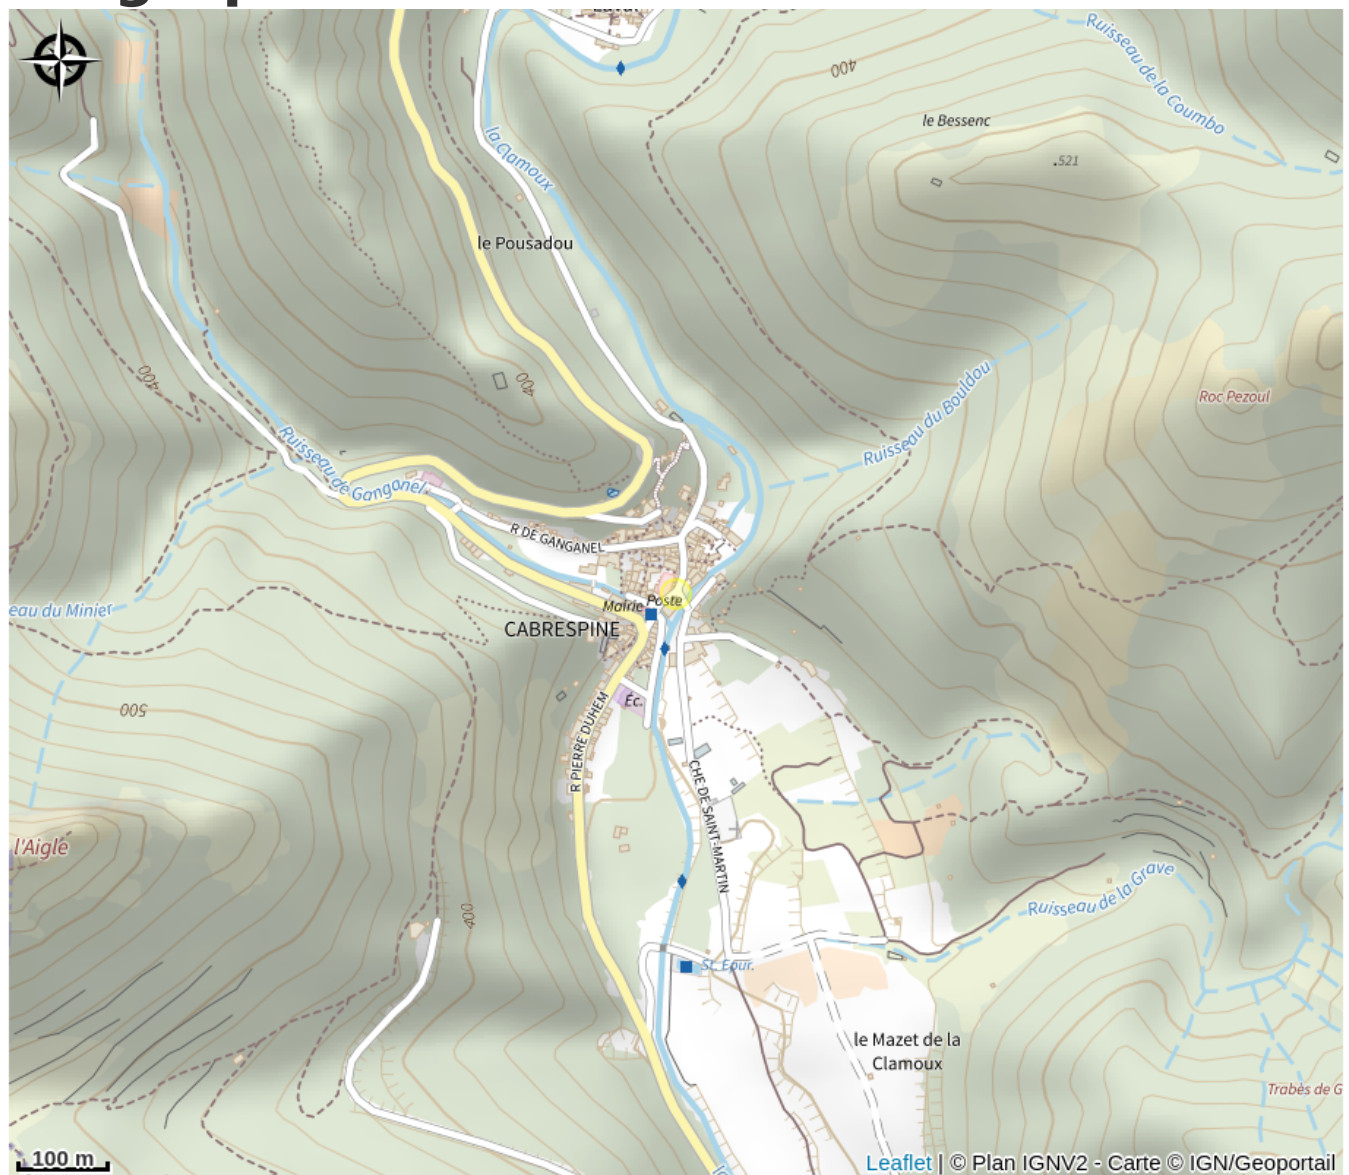 Ruisseau de la Coumbo
400
le Bessenc
.521
la Clamoux
le Pousadou
400
400
Roc Pezoul
Ruisseau du Bouldou
Ruisseau de Ganganel
R DE GANGANEL
eau du Minier
Mairie
Poste
CABRESPINE
Éc.
500
R PIERRE DUHEM
CHE DE SAINT-MARTIN
l'Aigle
Ruisseau de la Grave
400
St. Epur.
le Mazet de la
Clamoux
Trabès de G
100 m
Leaflet | © Plan IGNV2 - Carte © IGN/Geoportail